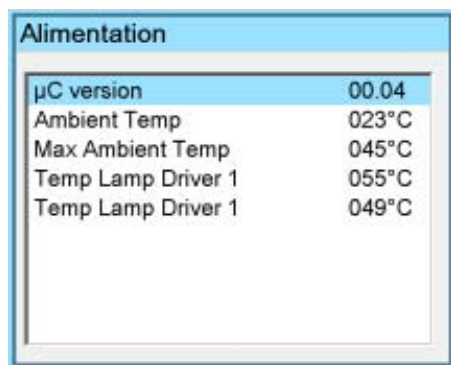 Alimentation
µC version 00.04
Ambient Temp 023°C
Max Ambient Temp 045°C
Temp Lamp Driver 1 055°C
Temp Lamp Driver 1 049°C